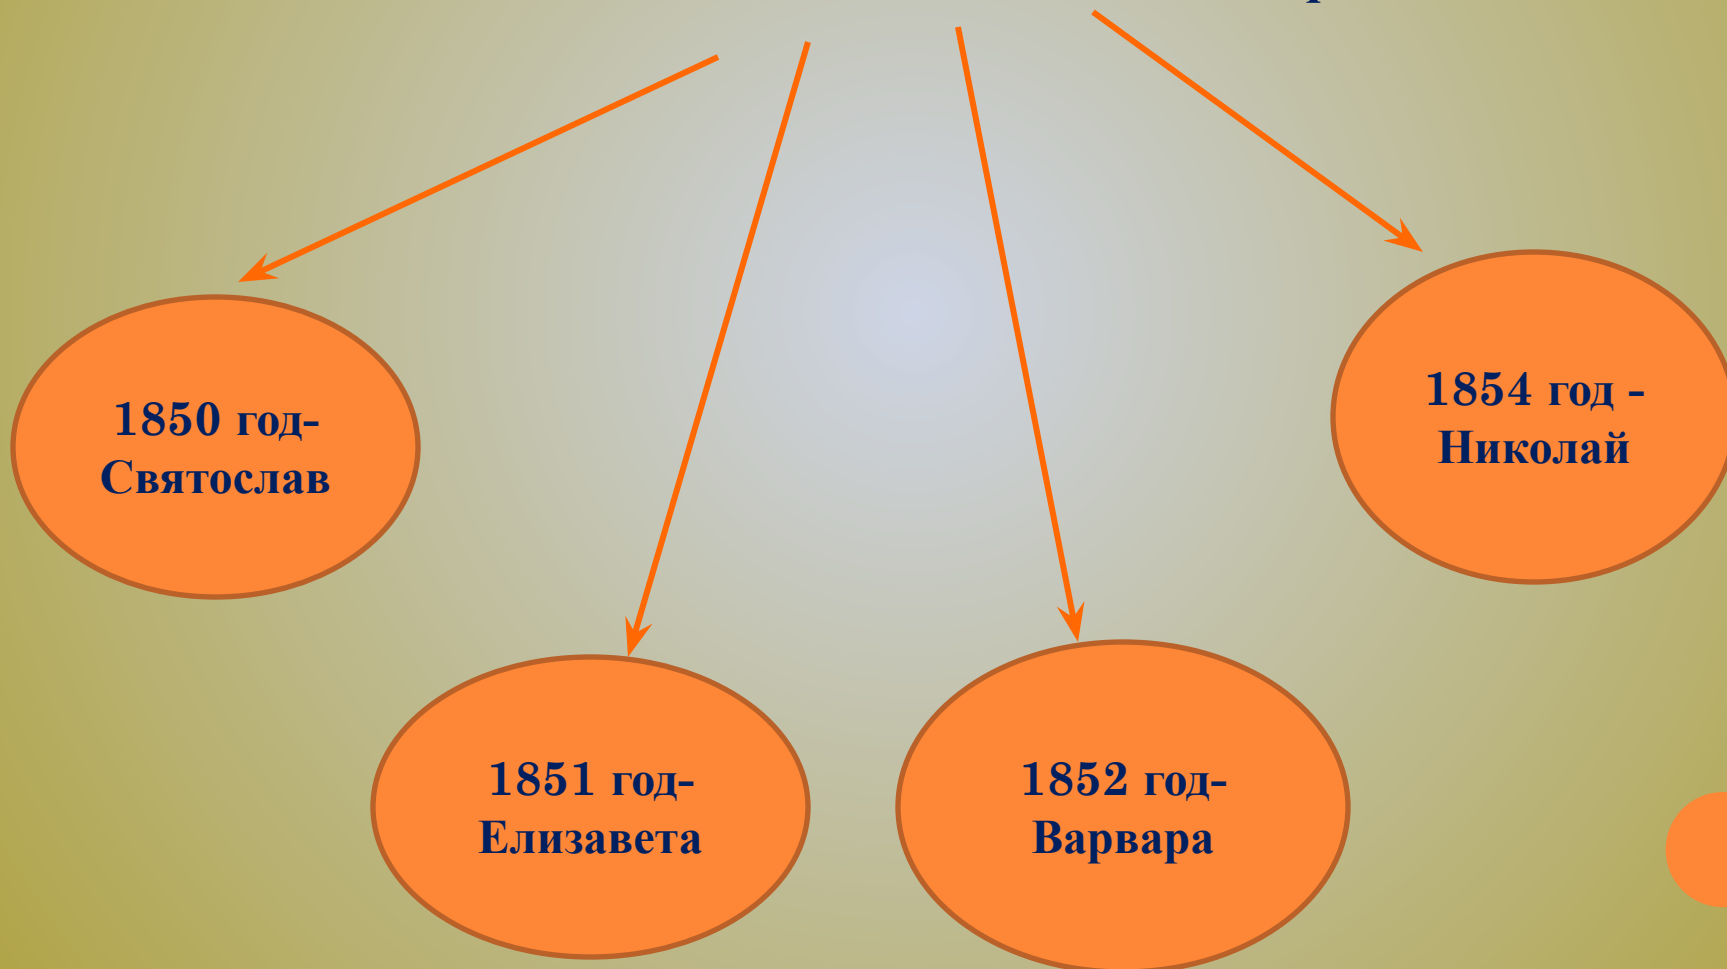 1850 год-
Святослав
1851 год-
Елизавета
1852 год-
Варвара
1854 год -
Николай